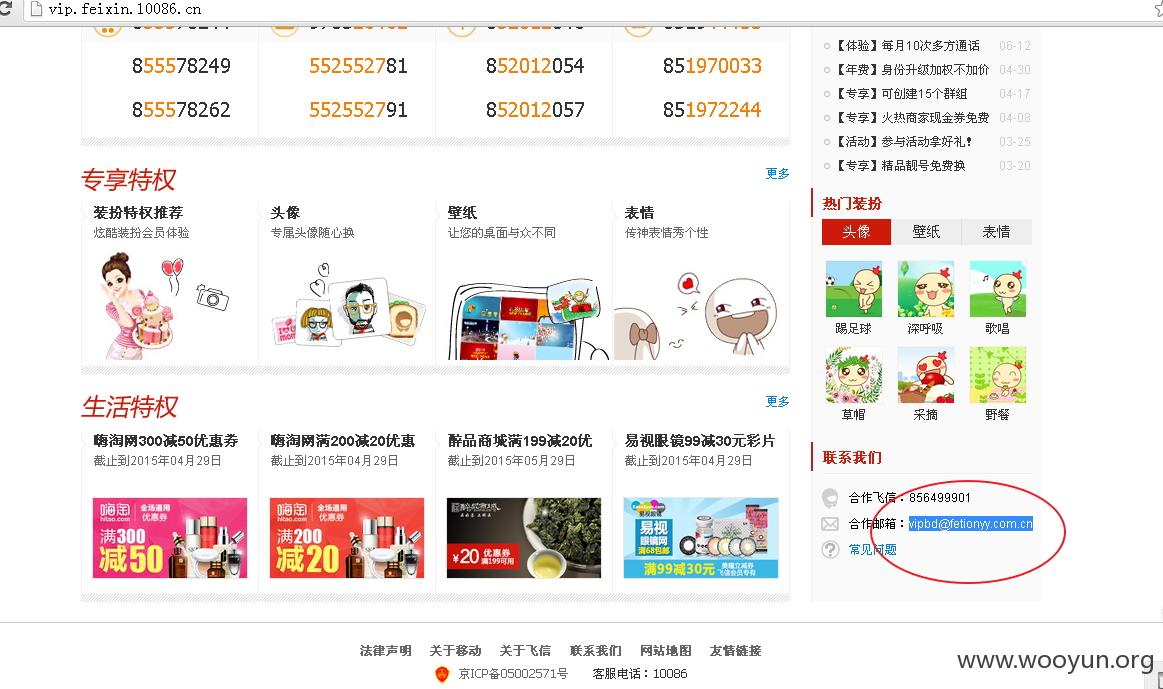 vip.feixin.10086.cn
855578249 552552781 852012054 851970033
855578262 552552791 852012057 851972244
【体验】每月10次多方通话 06-12
【年费】身份升级加权不加价 04-30
【专享】可创建15个群组 04-17
【专享】火热商家现金券免费 04-08
【活动】参与活动拿好礼! 03-25
【专享】精品靓号免费换 03-20
专享特权 更多
装扮特权推荐 头像 壁纸 表情
炫酷装扮会员体验 专属头像随心换 让您的桌面与众不同 传神表情秀个性
热门装扮
头像 壁纸 表情
踢足球 深呼吸 歌唱
草帽 采摘 野餐
生活特权 更多
嗨淘网300减50优惠券 嗨淘网满200减20优惠 醉品商城满199减20优 易视眼镜99减30元彩片
截止到2015年04月29日 截止到2015年04月29日 截止到2015年05月29日 截止到2015年04月29日
嗨淘 全场通用 优惠券
hitao.com
满300
减50
嗨淘 全场通用 优惠券
hitao.com
满200
减20
¥20 优惠券
满199可用
易视
眼镜网
满68包邮
满99减30元 美瞳立减券
飞信会员专有
联系我们
合作飞信：856499901
合作邮箱：vipbd@fetionyy.com.cn
常见问题
法律声明 关于移动 关于飞信 联系我们 网站地图 友情链接
京ICP备05002571号 客服电话：10086
www.wooyun.org